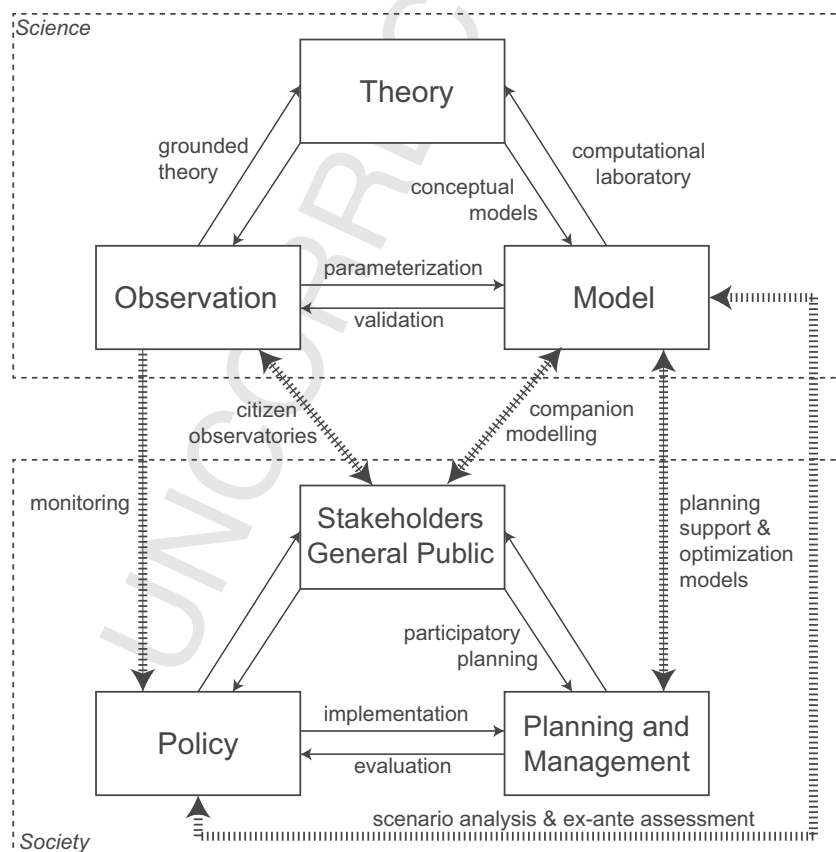 Science
Theory
grounded
theory
computational
laboratory
conceptual
models
Observation
parameterization
validation
Model
citizen
observatories
companion
modelling
monitoring
Stakeholders
General Public
planning
support &
optimization
models
participatory
planning
Policy
implementation
evaluation
Planning and
Management
scenario analysis & ex-ante assessment
Society
UNCORREC